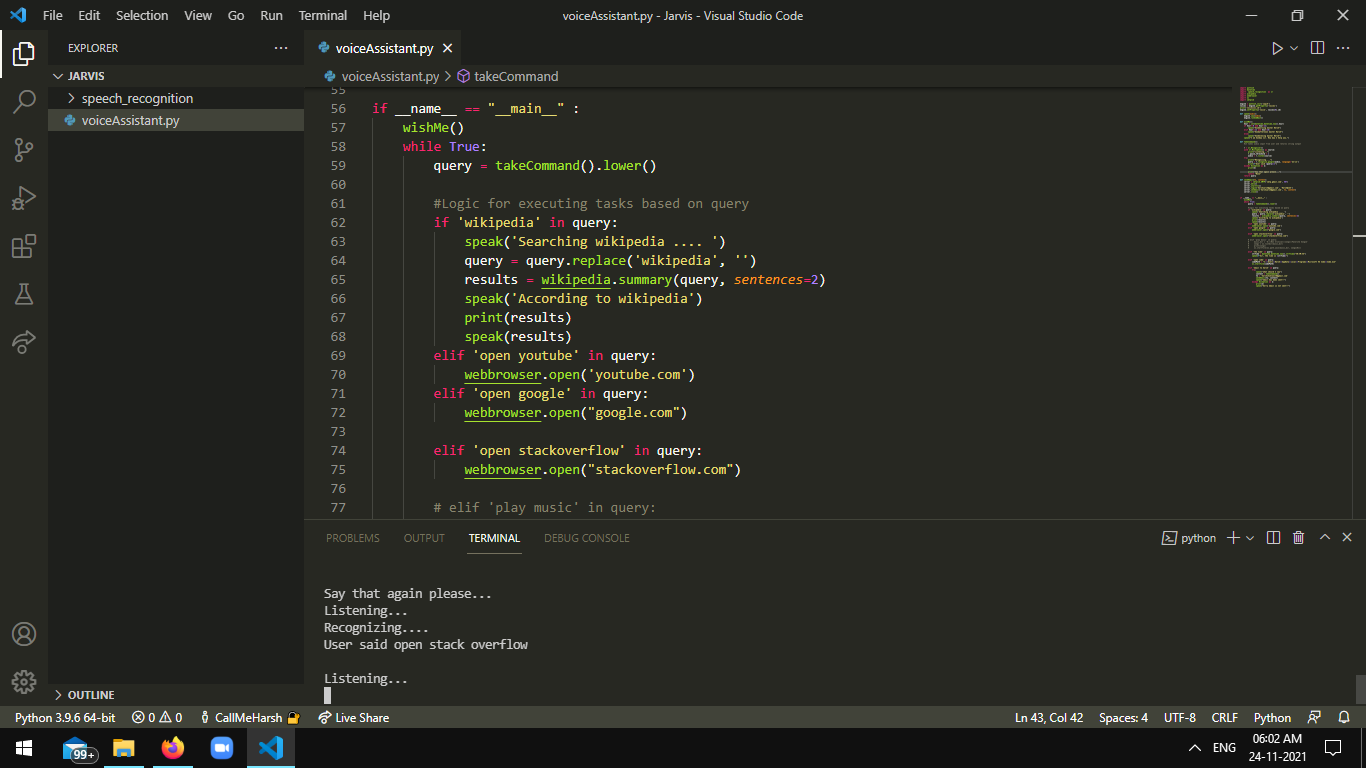 File Edit Selection View Go Run Terminal Help voiceAssistant.py - Jarvis - Visual Studio Code
EXPLORER
JARVIS
speech_recognition
voiceAssistant.py
OUTLINE
voiceAssistant.py
voiceAssistant.py > takeCommand
55
56 if __name__ == "__main__" :
57 wishMe()
58 while True:
59 query = takeCommand().lower()
60
61 #Logic for executing tasks based on query
62 if 'wikipedia' in query:
63 speak('Searching wikipedia .... ')
64 query = query.replace('wikipedia', '')
65 results = wikipedia.summary(query, sentences=2)
66 speak('According to wikipedia')
67 print(results)
68 speak(results)
69 elif 'open youtube' in query:
70 webbrowser.open('youtube.com')
71 elif 'open google' in query:
72 webbrowser.open("google.com")
73
74 elif 'open stackoverflow' in query:
75 webbrowser.open("stackoverflow.com")
76
77 # elif 'play music' in query:
PROBLEMS OUTPUT TERMINAL DEBUG CONSOLE python
Say that again please...
Listening...
Recognizing....
User said open stack overflow
Listening...
Python 3.9.6 64-bit 0 0 CallMeHarsh Live Share Ln 43, Col 42 Spaces: 4 UTF-8 CRLF Python
99+ ENG 06:02 AM
24-11-2021